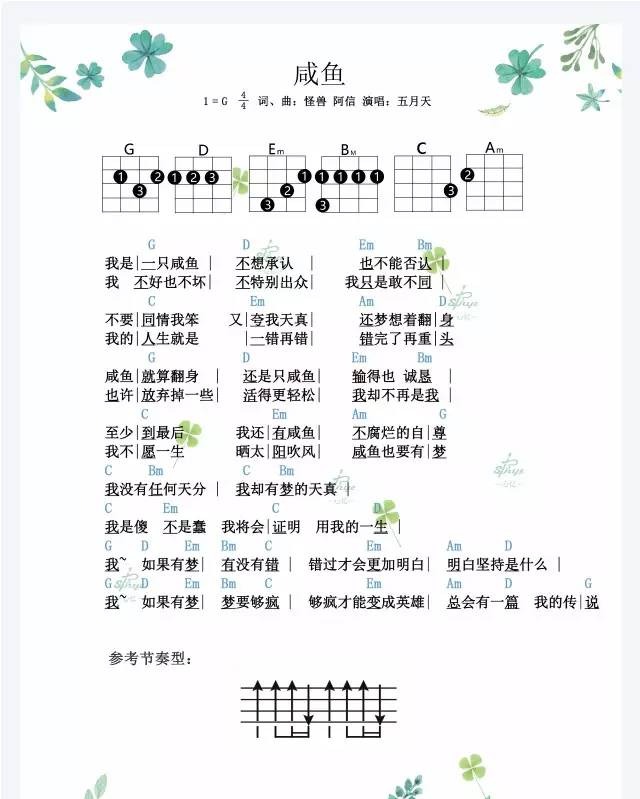 咸鱼
1=G 4/4 词、曲：怪兽 阿信 演唱：五月天
G D Em BM C Am
1 2 3 1 2 3 1 2 3 1 1 1 1 3 3 2
G D Em Bm
我是|一只咸鱼 | 不想承认 | 也不能否认|
我 不好也不坏| 不特别出众| 我只是敢不同 |
C Em Am D
不要|同情我笨 又|夸我天真| 还梦想着翻|身
我的|人生就是 |一错再错| 错完了再重|头
G D Em Bm
咸鱼|就算翻身 | 还是只咸鱼| 输得也 诚恳 |
也许|放弃掉一些| 活得更轻松| 我却不再是我|
C Em Am G
至少|到最后 我还|有咸鱼| 不腐烂的自|尊
我不|愿一生 晒太|阳吹风| 咸鱼也要有|梦
C Bm C Bm
我没有任何天分 | 我却有梦的天真 |
C Em C D
我是傻 不是蠢 我将会|证明 用我的一生 |
G D Em Bm C Em Am D
我~ 如果有梦| 有没有错| 错过才会更加明白| 明白坚持是什么 |
G D Em Bm C Em Am D G
我~ 如果有梦| 梦要够疯| 够疯才能变成英雄| 总会有一篇 我的传|说
参考节奏型：